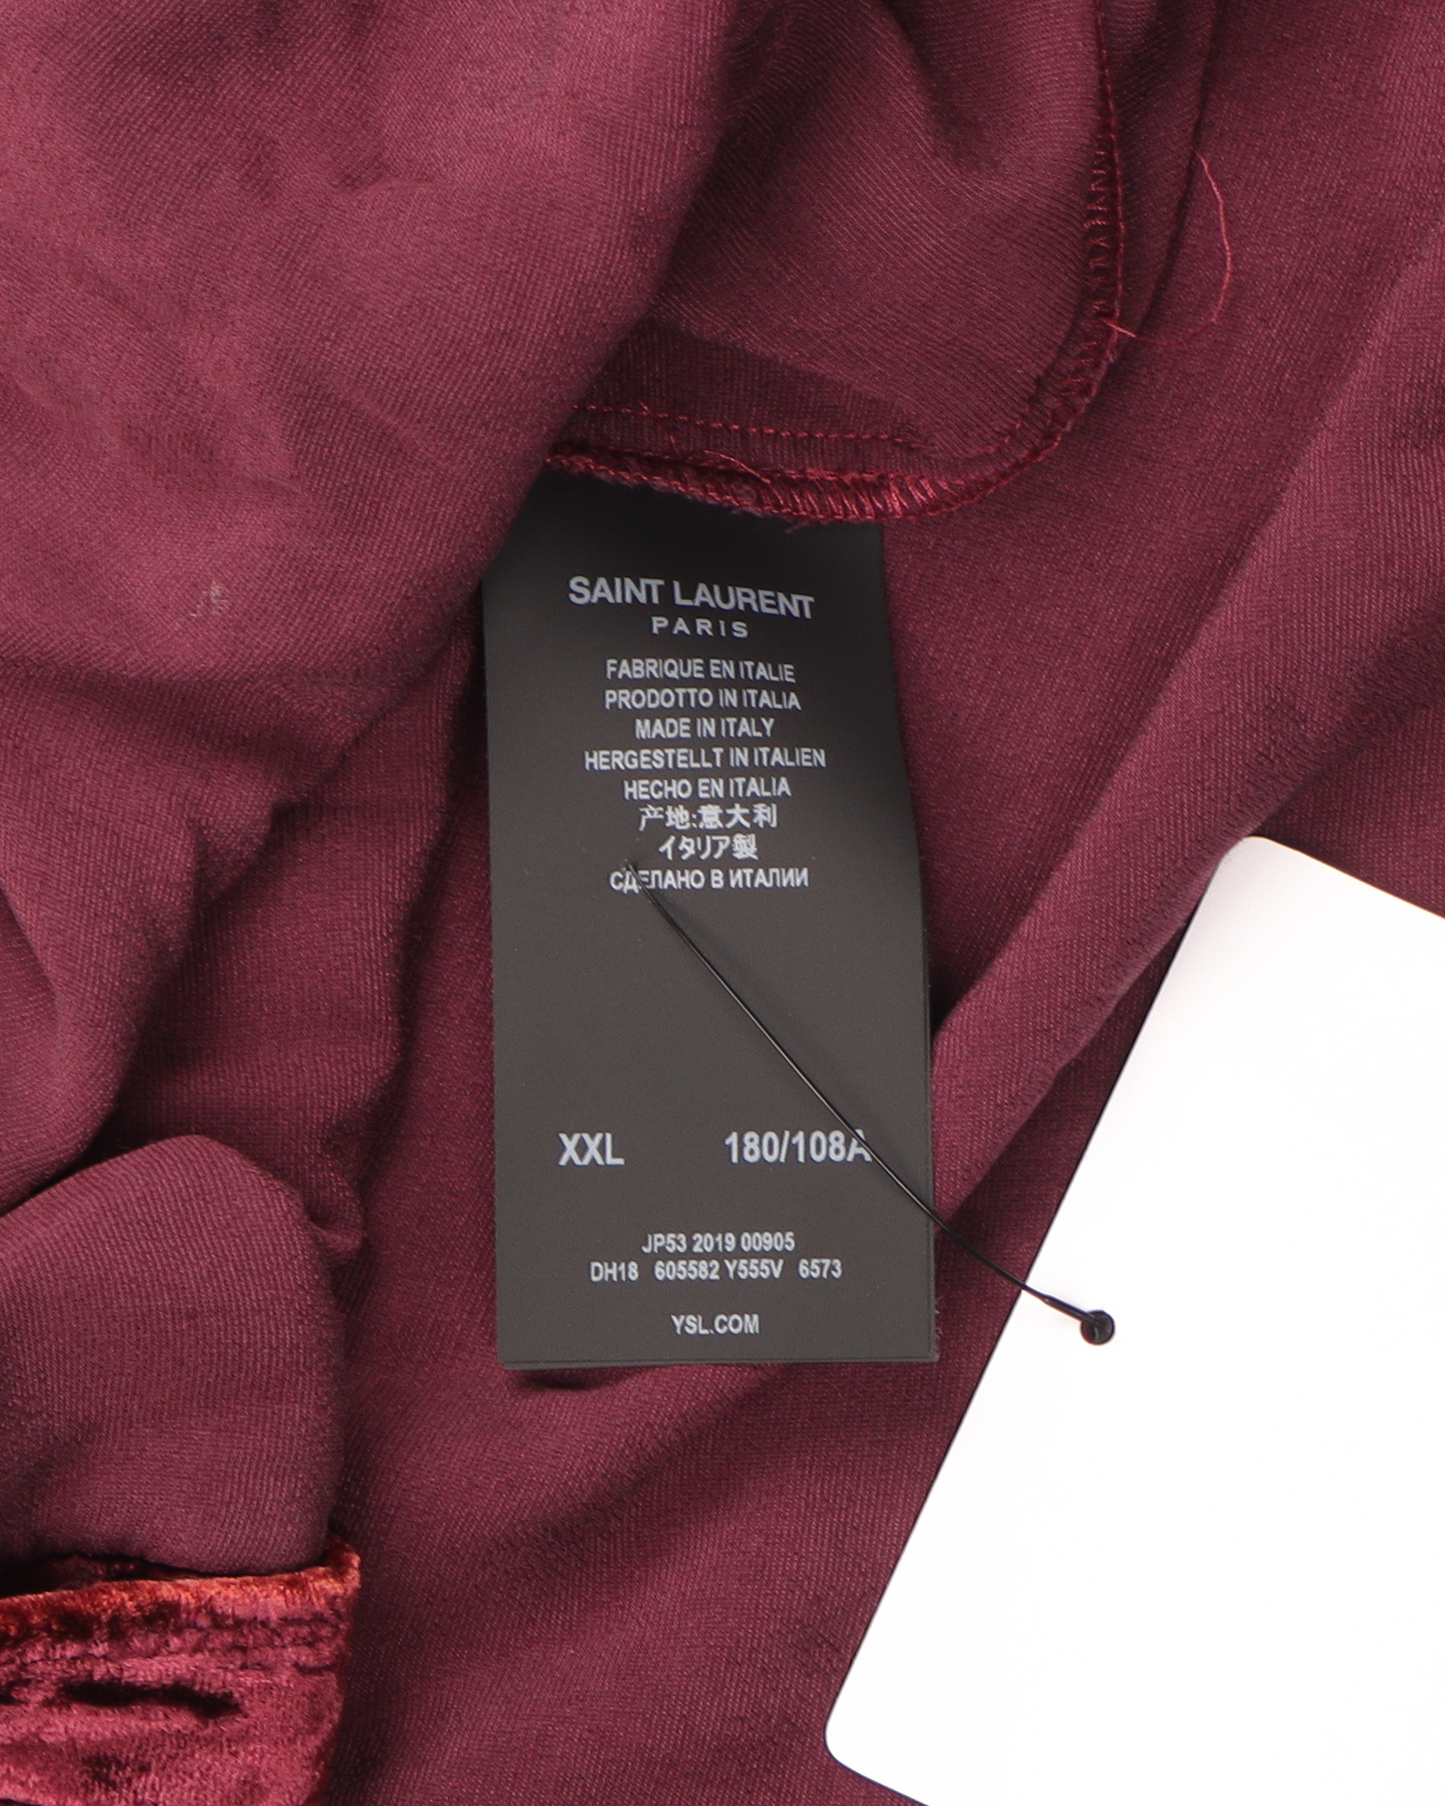 SAINT LAURENT
PARIS
FABRIQUE EN ITALIE
PRODOTTO IN ITALIA
MADE IN ITALY
HERGESTELLT IN ITALIEN
HECHO EN ITALIA
产地:意大利
イタリア製
СДЕЛАНО В ИТАЛИИ
XXL 180/108A
JP53 2019 00905
DH18 605582 Y555V 6573
YSL.COM